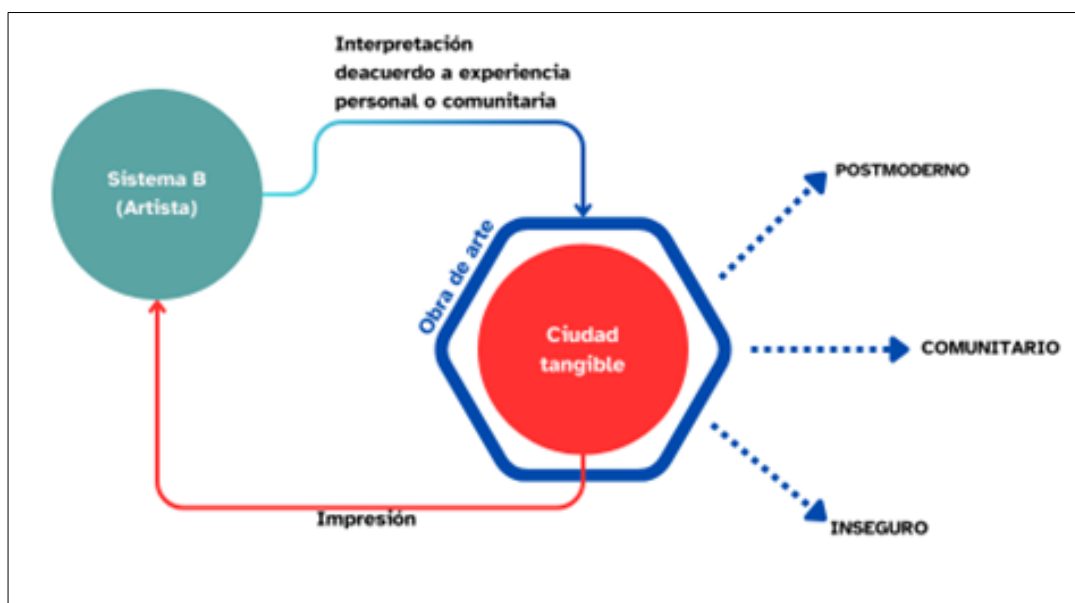 Interpretación
deacuerdo a experiencia
personal o comunitaria
Sistema B
(Artista)
Obra de arte
Ciudad
tangible
POSTMODERNO
COMUNITARIO
INSEGURO
Impresión